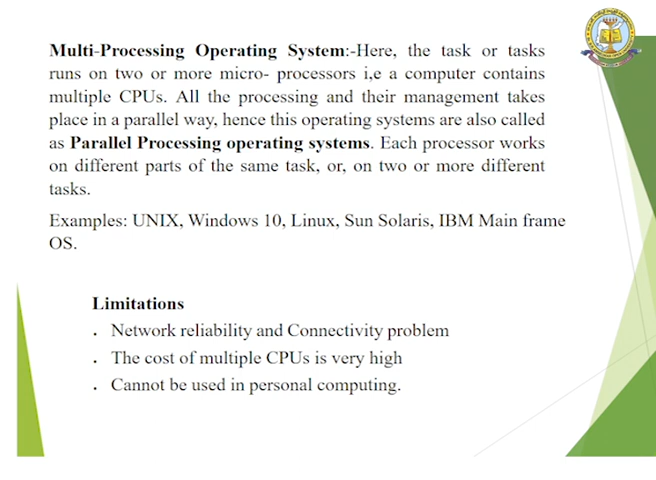 Multi-Processing Operating System:-Here, the task or tasks
runs on two or more micro- processors i,e a computer contains
multiple CPUs. All the processing and their management takes
place in a parallel way, hence this operating systems are also called
as Parallel Processing operating systems. Each processor works
on different parts of the same task, or, on two or more different
tasks.
Examples: UNIX, Windows 10, Linux, Sun Solaris, IBM Main frame
OS.
Limitations
• Network reliability and Connectivity problem
• The cost of multiple CPUs is very high
• Cannot be used in personal computing.